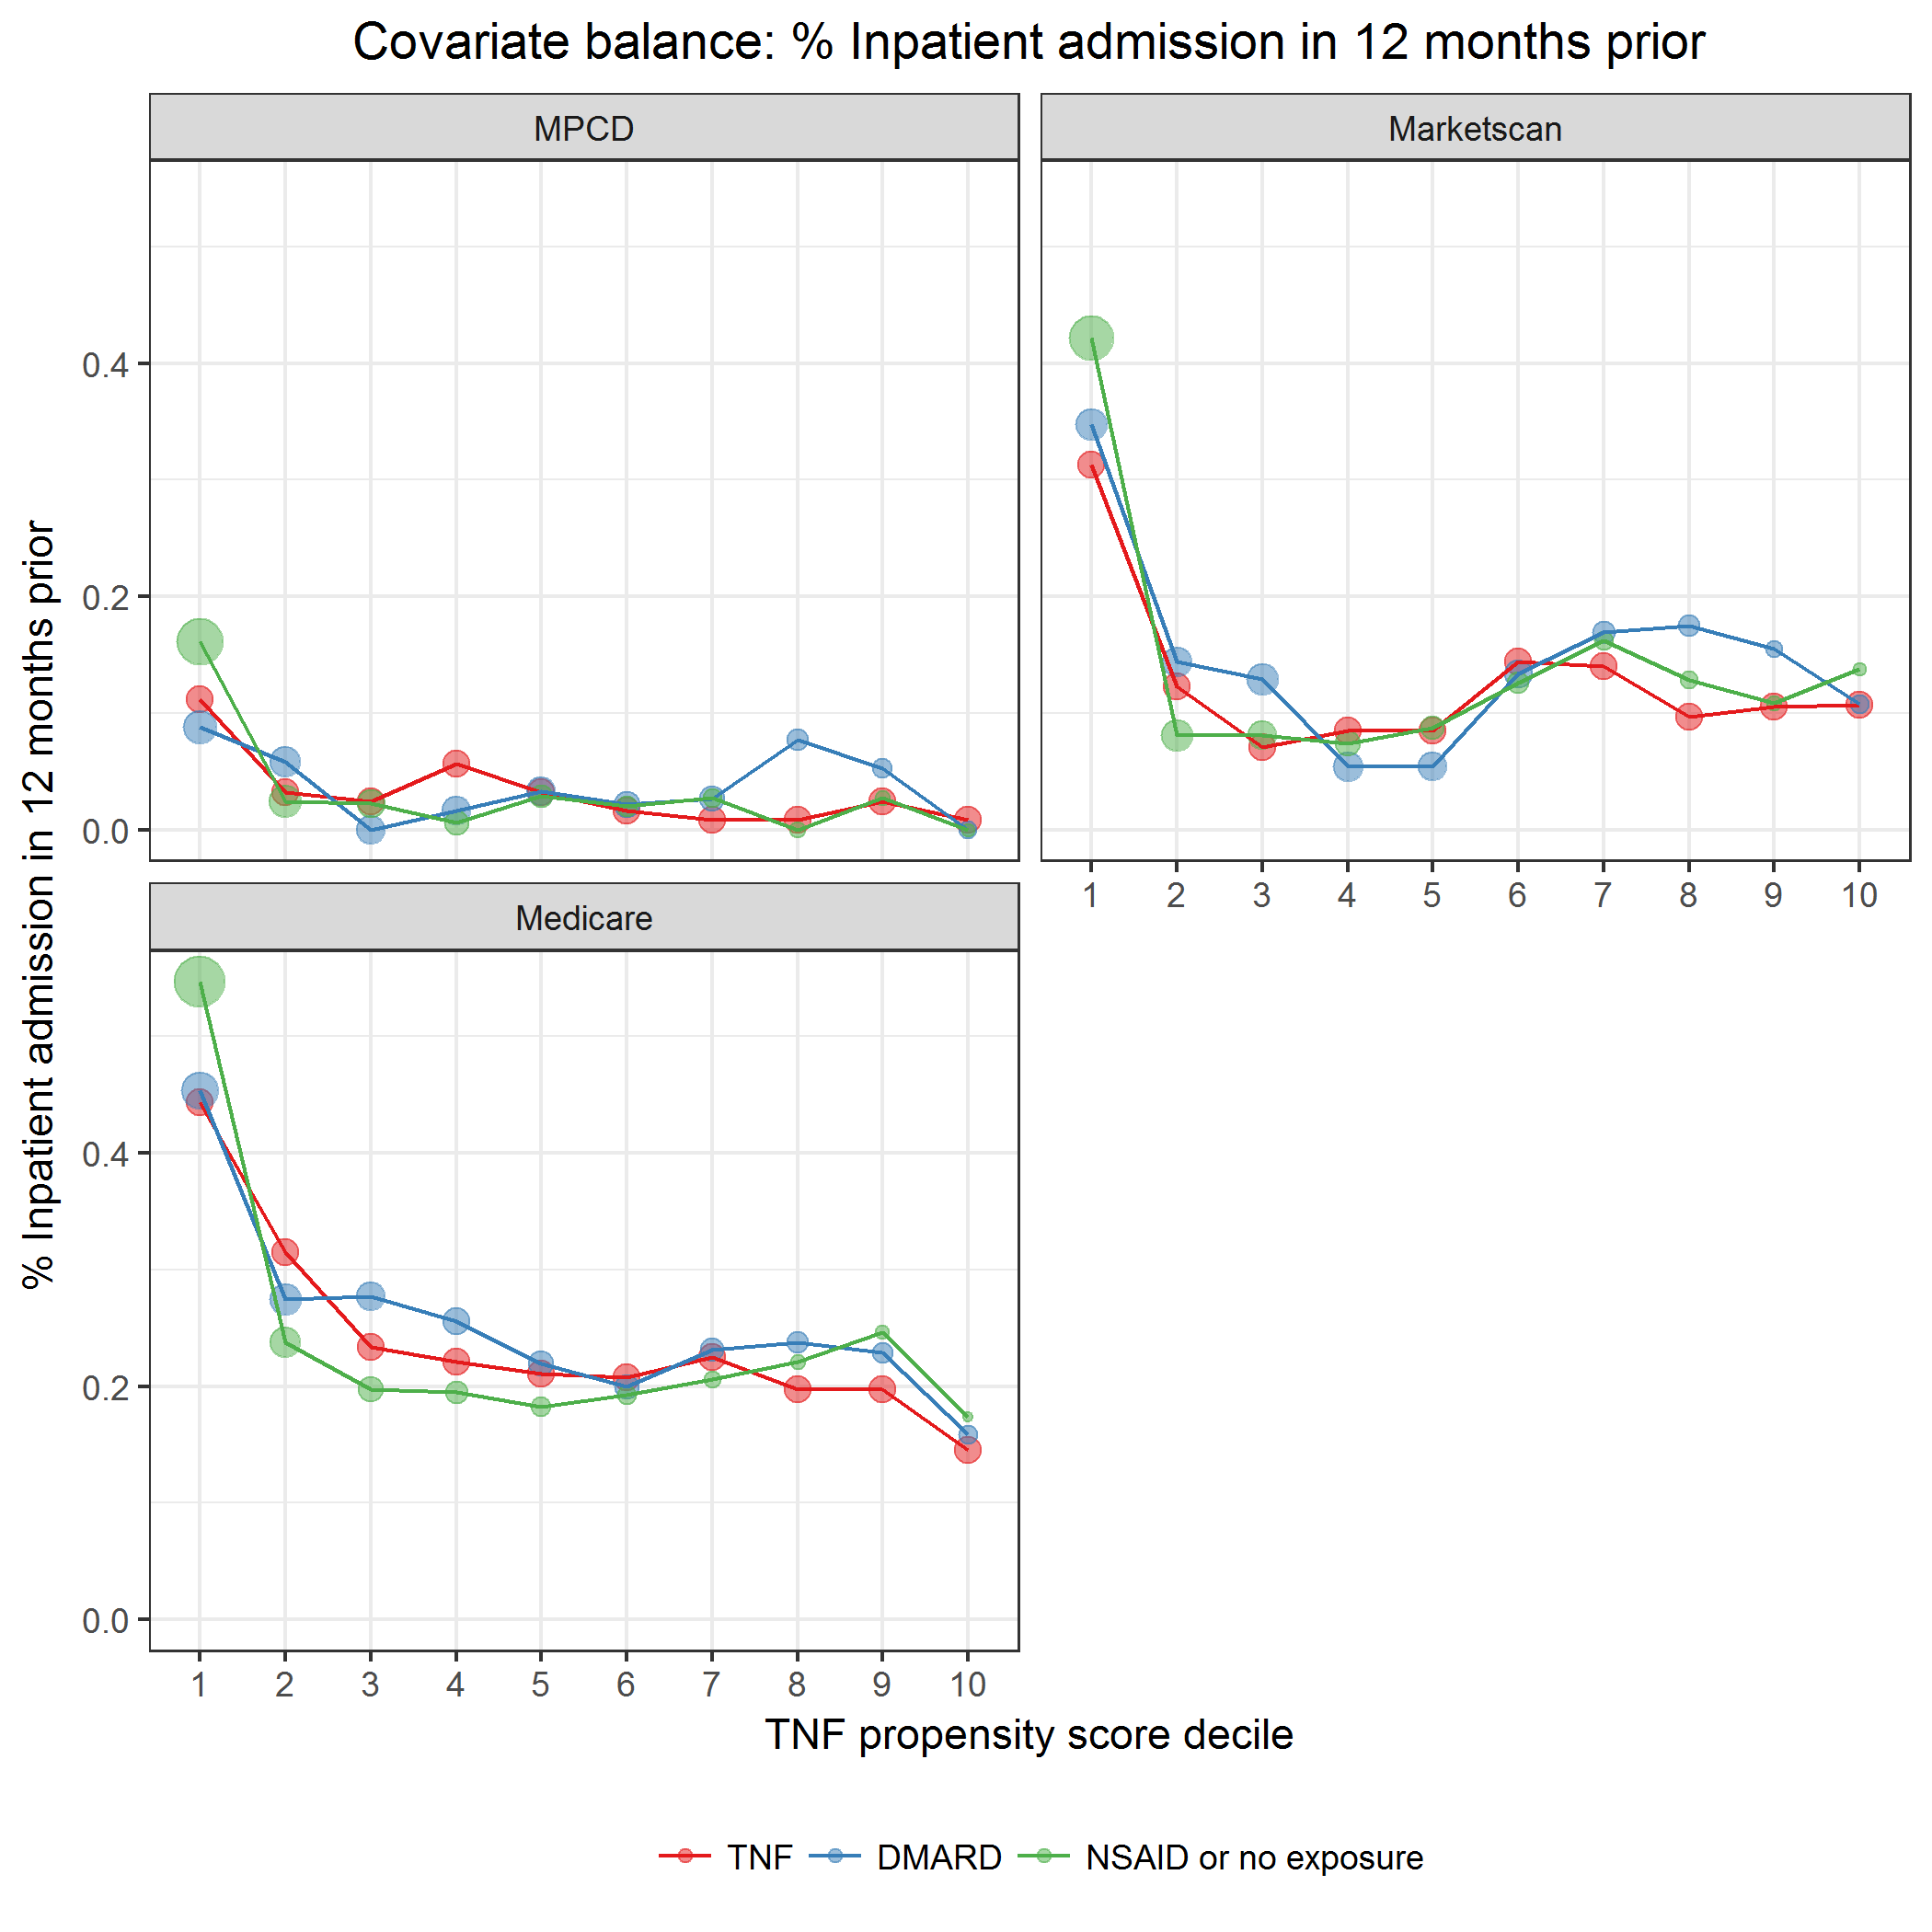 Covariate balance: % Inpatient admission in 12 months prior
MPCD
Marketscan
% Inpatient admission in 12 months prior
0.4
0.2
0.0
1 2 3 4 5 6 7 8 9 10
Medicare
0.4
0.2
0.0
1 2 3 4 5 6 7 8 9 10
TNF propensity score decile
TNF DMARD NSAID or no exposure